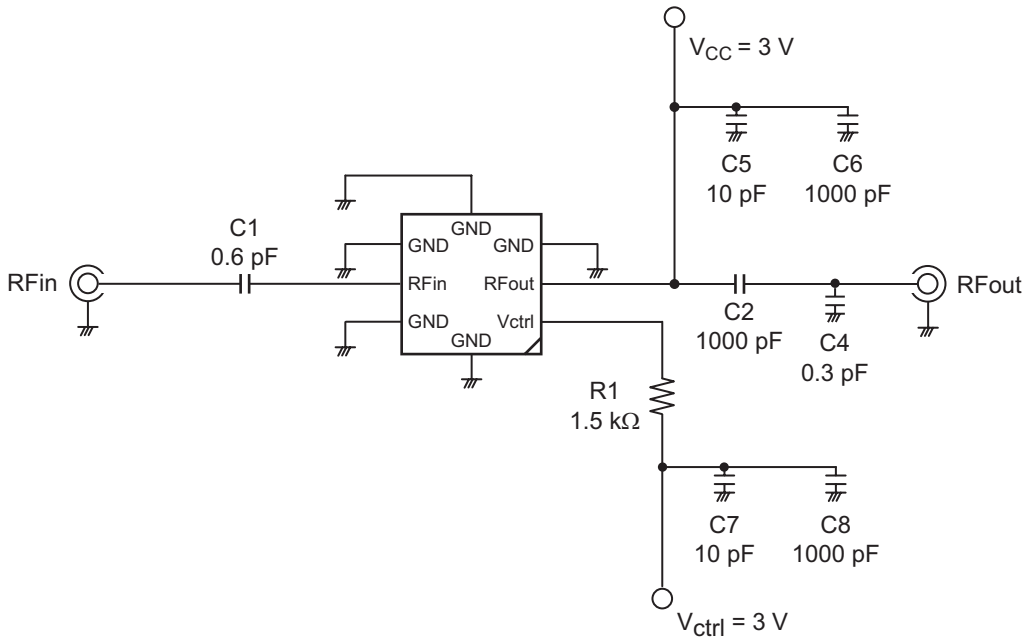 V_CC = 3 V
C5
10 pF
C6
1000 pF
C1
0.6 pF
GND
GND
GND
RFin
RFin
RFout
RFout
GND
Vctrl
GND
C2
1000 pF
C4
0.3 pF
R1
1.5 kΩ
C7
10 pF
C8
1000 pF
V_ctrl = 3 V